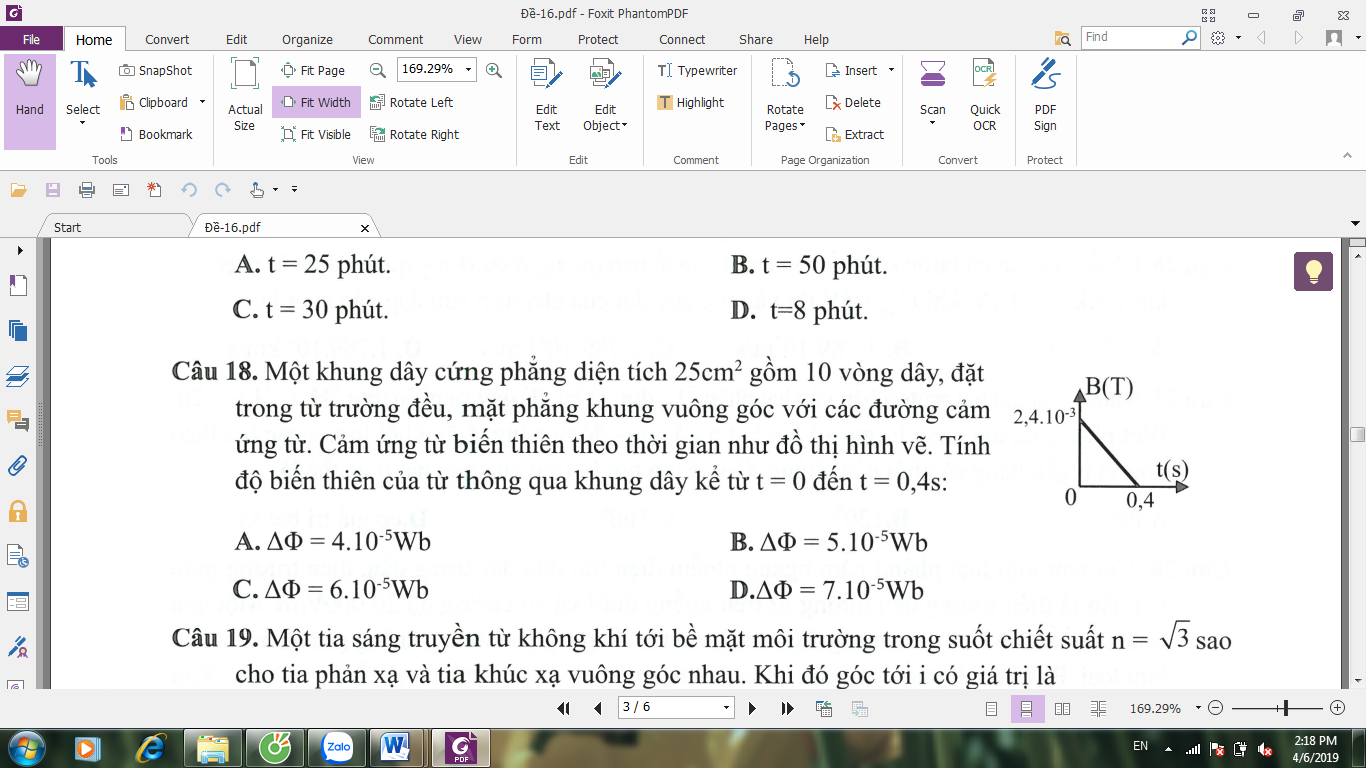 Đề-16.pdf - Foxit PhantomPDF
File Home Convert Edit Organize Comment View Form Protect Connect Share Help Find
Hand
Select
SnapShot
Clipboard
Bookmark
Tools
Actual Size
Fit Page
Fit Width
Fit Visible
169.29%
Rotate Left
Rotate Right
View
Edit Text
Edit Object
Edit
Typewriter
Highlight
Comment
Rotate Pages
Insert
Delete
Extract
Page Organization
Scan
OCR
Quick OCR
Convert
PDF Sign
Protect
Start Đề-16.pdf
A. t = 25 phút. B. t = 50 phút.
C. t = 30 phút. D. t=8 phút.
Câu 18. Một khung dây cứng phẳng diện tích 25cm² gồm 10 vòng dây, đặt
trong từ trường đều, mặt phẳng khung vuông góc với các đường cảm
ứng từ. Cảm ứng từ biến thiên theo thời gian như đồ thị hình vẽ. Tính
độ biến thiên của từ thông qua khung dây kể từ t = 0 đến t = 0,4s:
B(T)
2,4.10⁻³
t(s)
0 0,4
A. ΔΦ = 4.10⁻⁵Wb B. ΔΦ = 5.10⁻⁵Wb
C. ΔΦ = 6.10⁻⁵Wb D.ΔΦ = 7.10⁻⁵Wb
Câu 19. Một tia sáng truyền từ không khí tới bề mặt môi trường trong suốt chiết suất n = √3 sao
cho tia phản xạ và tia khúc xạ vuông góc nhau. Khi đó góc tới i có giá trị là
3 / 6 169.29%
Zalo
PDF
EN
2:18 PM
4/6/2019